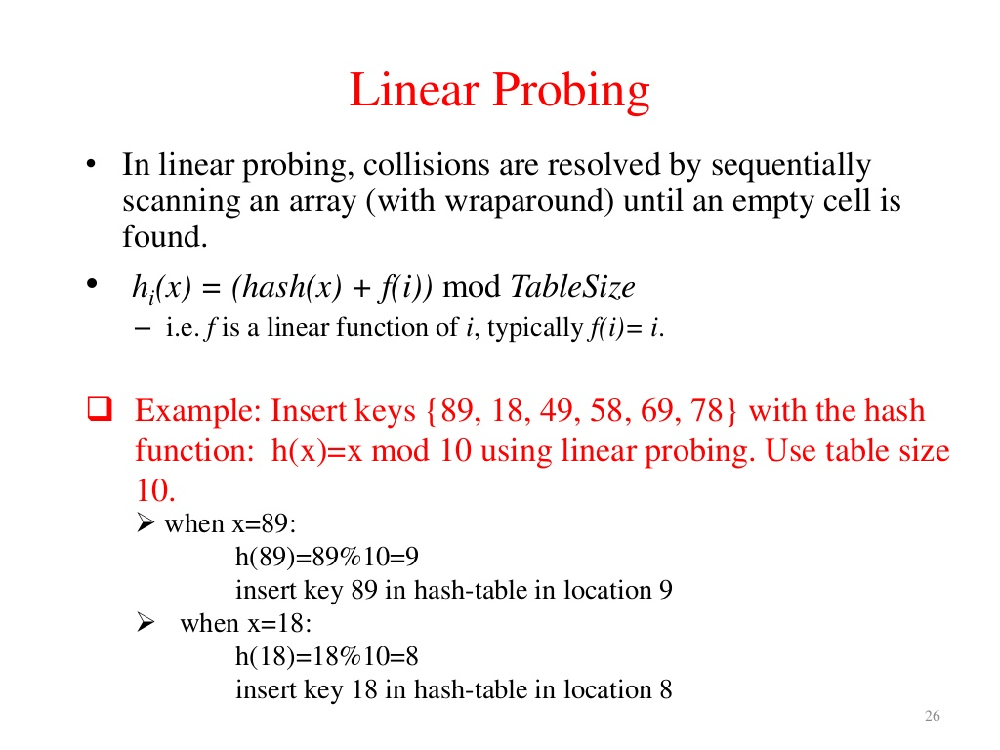 Linear Probing
• In linear probing, collisions are resolved by sequentially
scanning an array (with wraparound) until an empty cell is
found.
• hi(x) = (hash(x) + f(i)) mod TableSize
– i.e. f is a linear function of i, typically f(i)= i.
❑ Example: Insert keys {89, 18, 49, 58, 69, 78} with the hash
function: h(x)=x mod 10 using linear probing. Use table size
10.
➢ when x=89:
h(89)=89%10=9
insert key 89 in hash-table in location 9
➢ when x=18:
h(18)=18%10=8
insert key 18 in hash-table in location 8
26